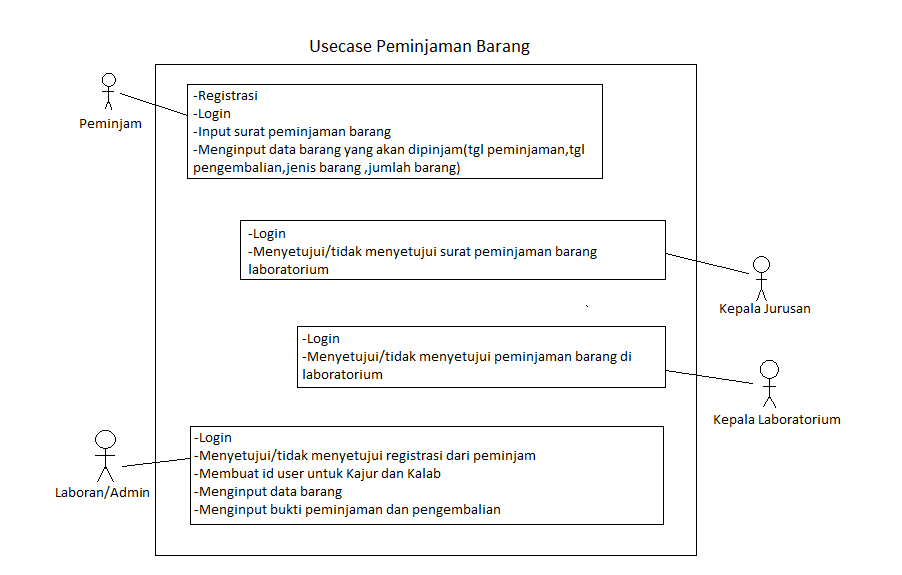 Usecase Peminjaman Barang
Peminjam
-Registrasi
-Login
-Input surat peminjaman barang
-Menginput data barang yang akan dipinjam(tgl peminjaman,tgl
pengembalian,jenis barang ,jumlah barang)
-Login
-Menyetujui/tidak menyetujui surat peminjaman barang
laboratorium
Kepala Jurusan
`
-Login
-Menyetujui/tidak menyetujui peminjaman barang di
laboratorium
Kepala Laboratorium
Laboran/Admin
-Login
-Menyetujui/tidak menyetujui registrasi dari peminjam
-Membuat id user untuk Kajur dan Kalab
-Menginput data barang
-Menginput bukti peminjaman dan pengembalian